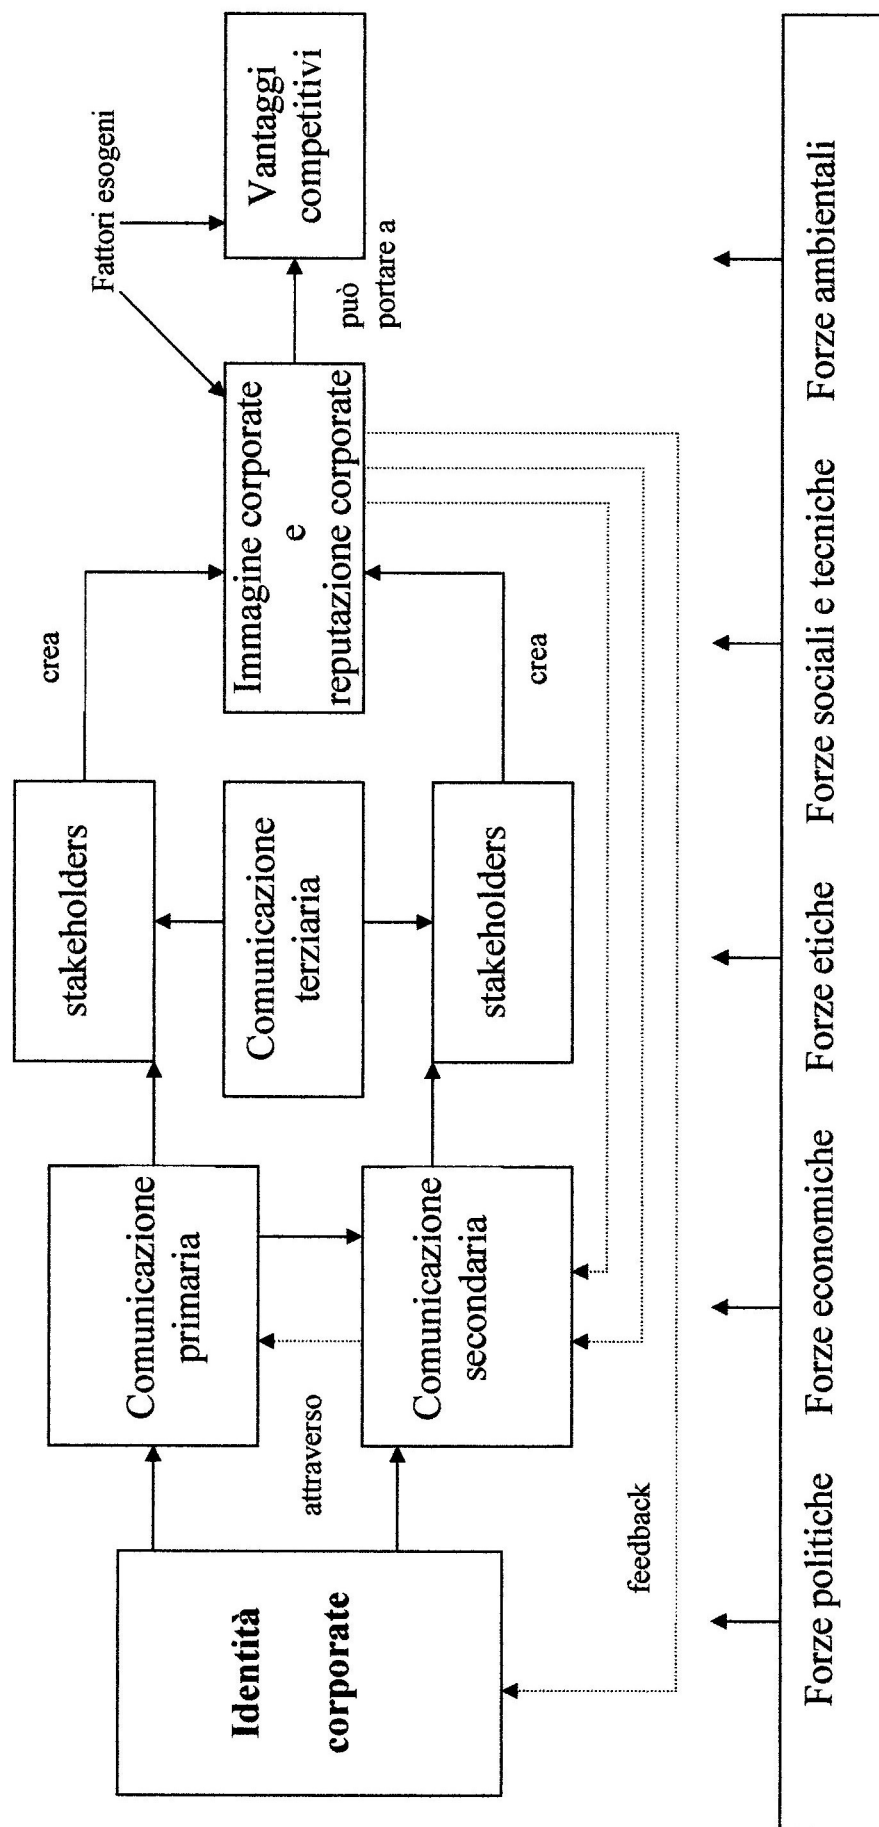 Identità
corporate
attraverso
feedback
Comunicazione
primaria
Comunicazione
secondaria
stakeholders
Comunicazione
terziaria
stakeholders
crea
crea
Immagine corporate
e
reputazione corporate
può
portare a
Fattori esogeni
Vantaggi
competitivi
Forze politiche
Forze economiche
Forze etiche
Forze sociali e tecniche
Forze ambientali